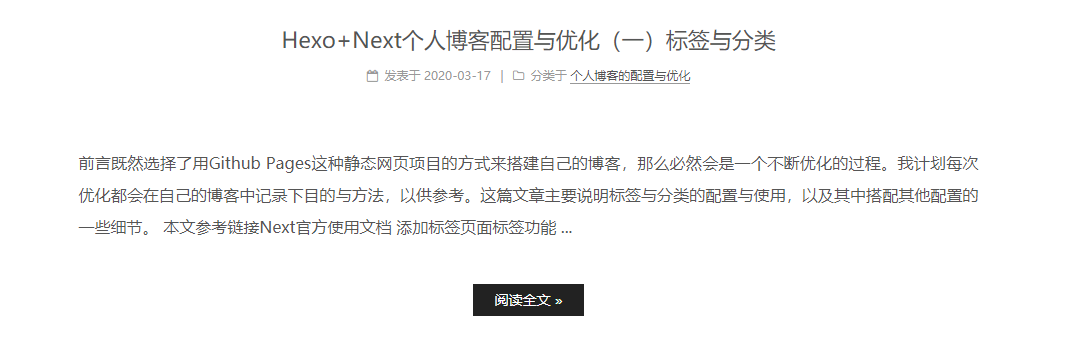 Hexo+Next个人博客配置与优化（一）标签与分类
发表于 2020-03-17 | 分类于 个人博客的配置与优化
前言既然选择了用Github Pages这种静态网页项目的方式来搭建自己的博客，那么必然会是一个不断优化的过程。我计划每次
优化都会在自己的博客中记录下目的与方法，以供参考。这篇文章主要说明标签与分类的配置与使用，以及其中搭配其他配置的
一些细节。 本文参考链接Next官方使用文档 添加标签页面标签功能 ...
阅读全文 »